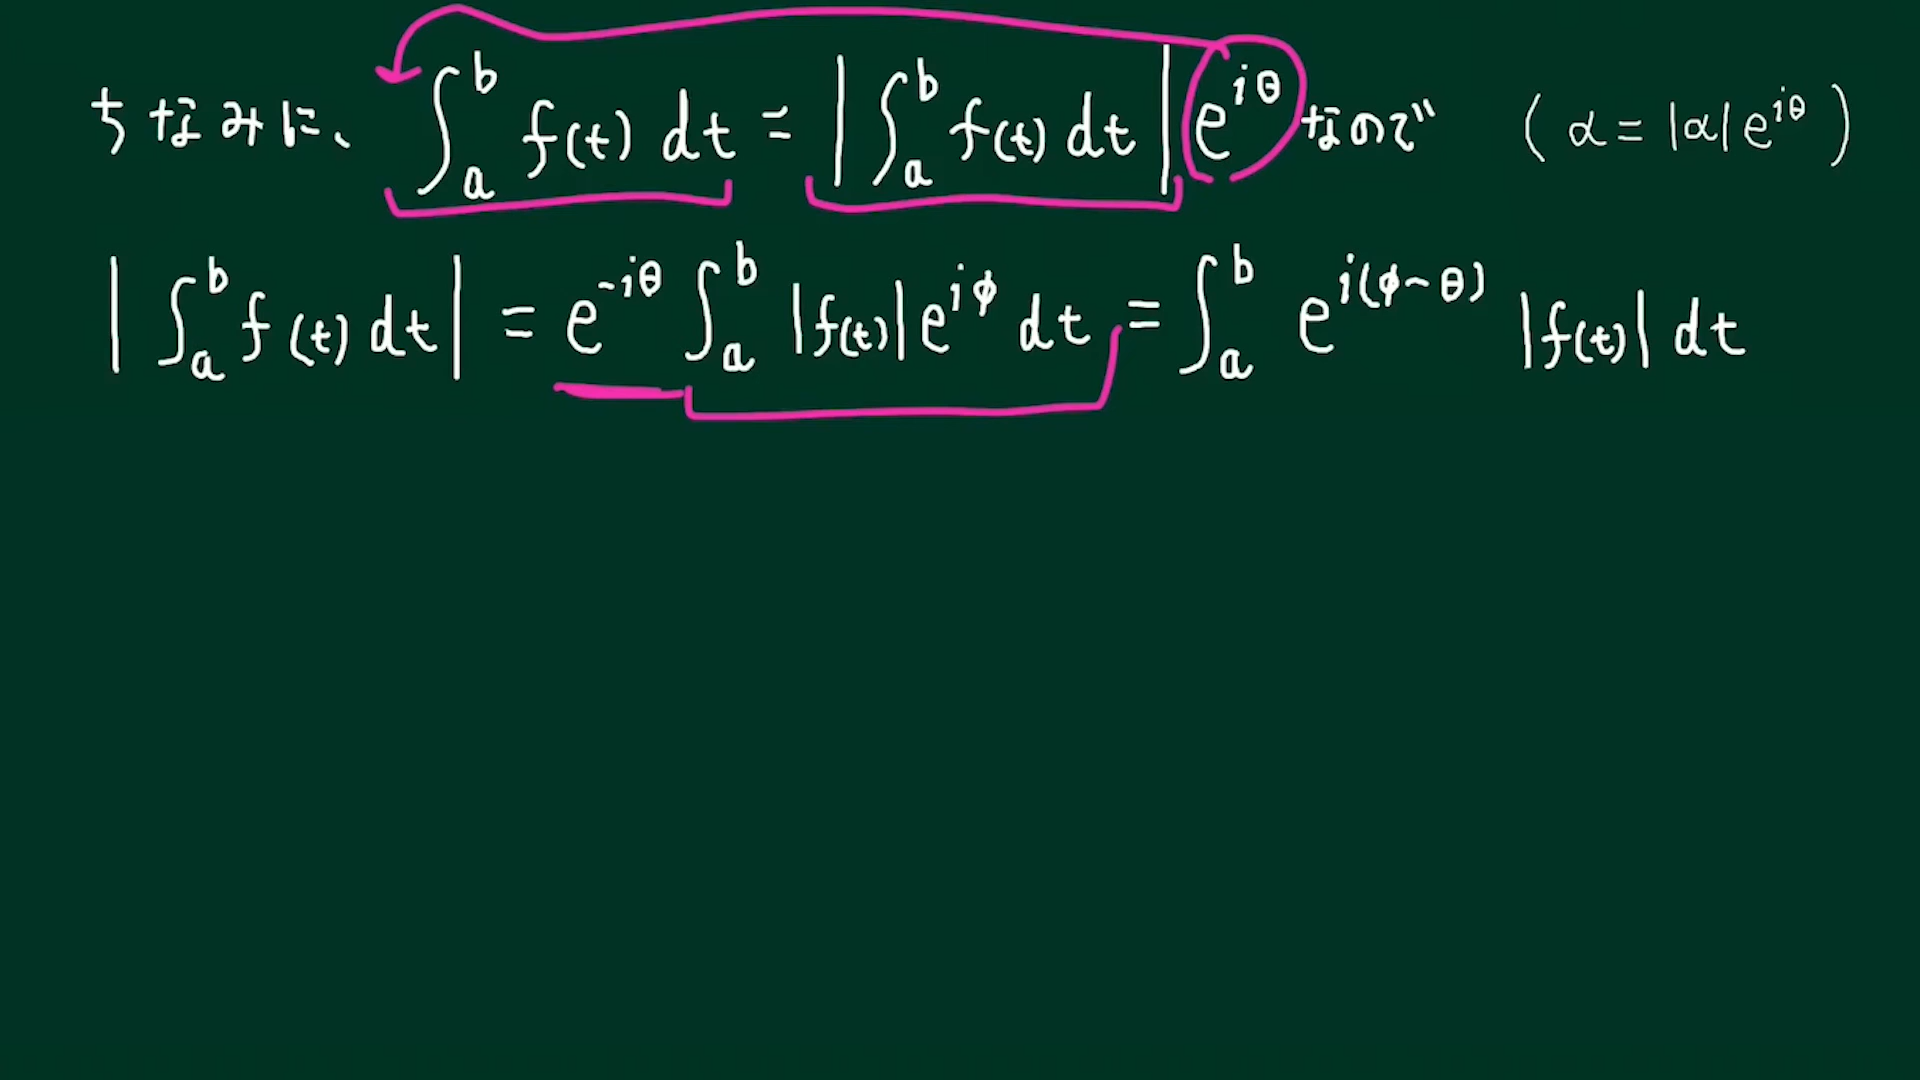 ちなみに、 ∫_a^b f(t) dt = |∫_a^b f(t) dt| e^{iθ} なので ( α = |α| e^{iθ} )
|∫_a^b f(t) dt| = e^{-iθ} ∫_a^b |f(t)| e^{iφ} dt = ∫_a^b e^{i(φ-θ)} |f(t)| dt